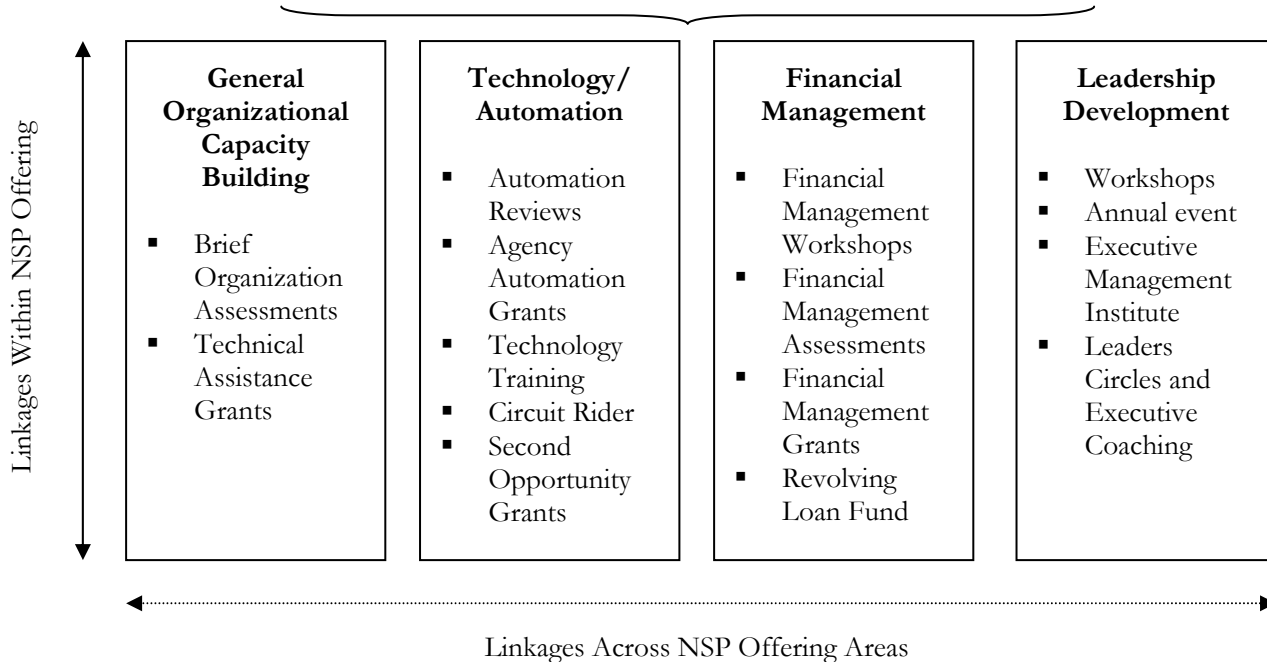 Linkages Within NSP Offering
General
Organizational
Capacity
Building
▪ Brief
Organization
Assessments
▪ Technical
Assistance
Grants
Technology/
Automation
▪ Automation
Reviews
▪ Agency
Automation
Grants
▪ Technology
Training
▪ Circuit Rider
▪ Second
Opportunity
Grants
Financial
Management
▪ Financial
Management
Workshops
▪ Financial
Management
Assessments
▪ Financial
Management
Grants
▪ Revolving
Loan Fund
Leadership
Development
▪ Workshops
▪ Annual event
▪ Executive
Management
Institute
▪ Leaders
Circles and
Executive
Coaching
Linkages Across NSP Offering Areas